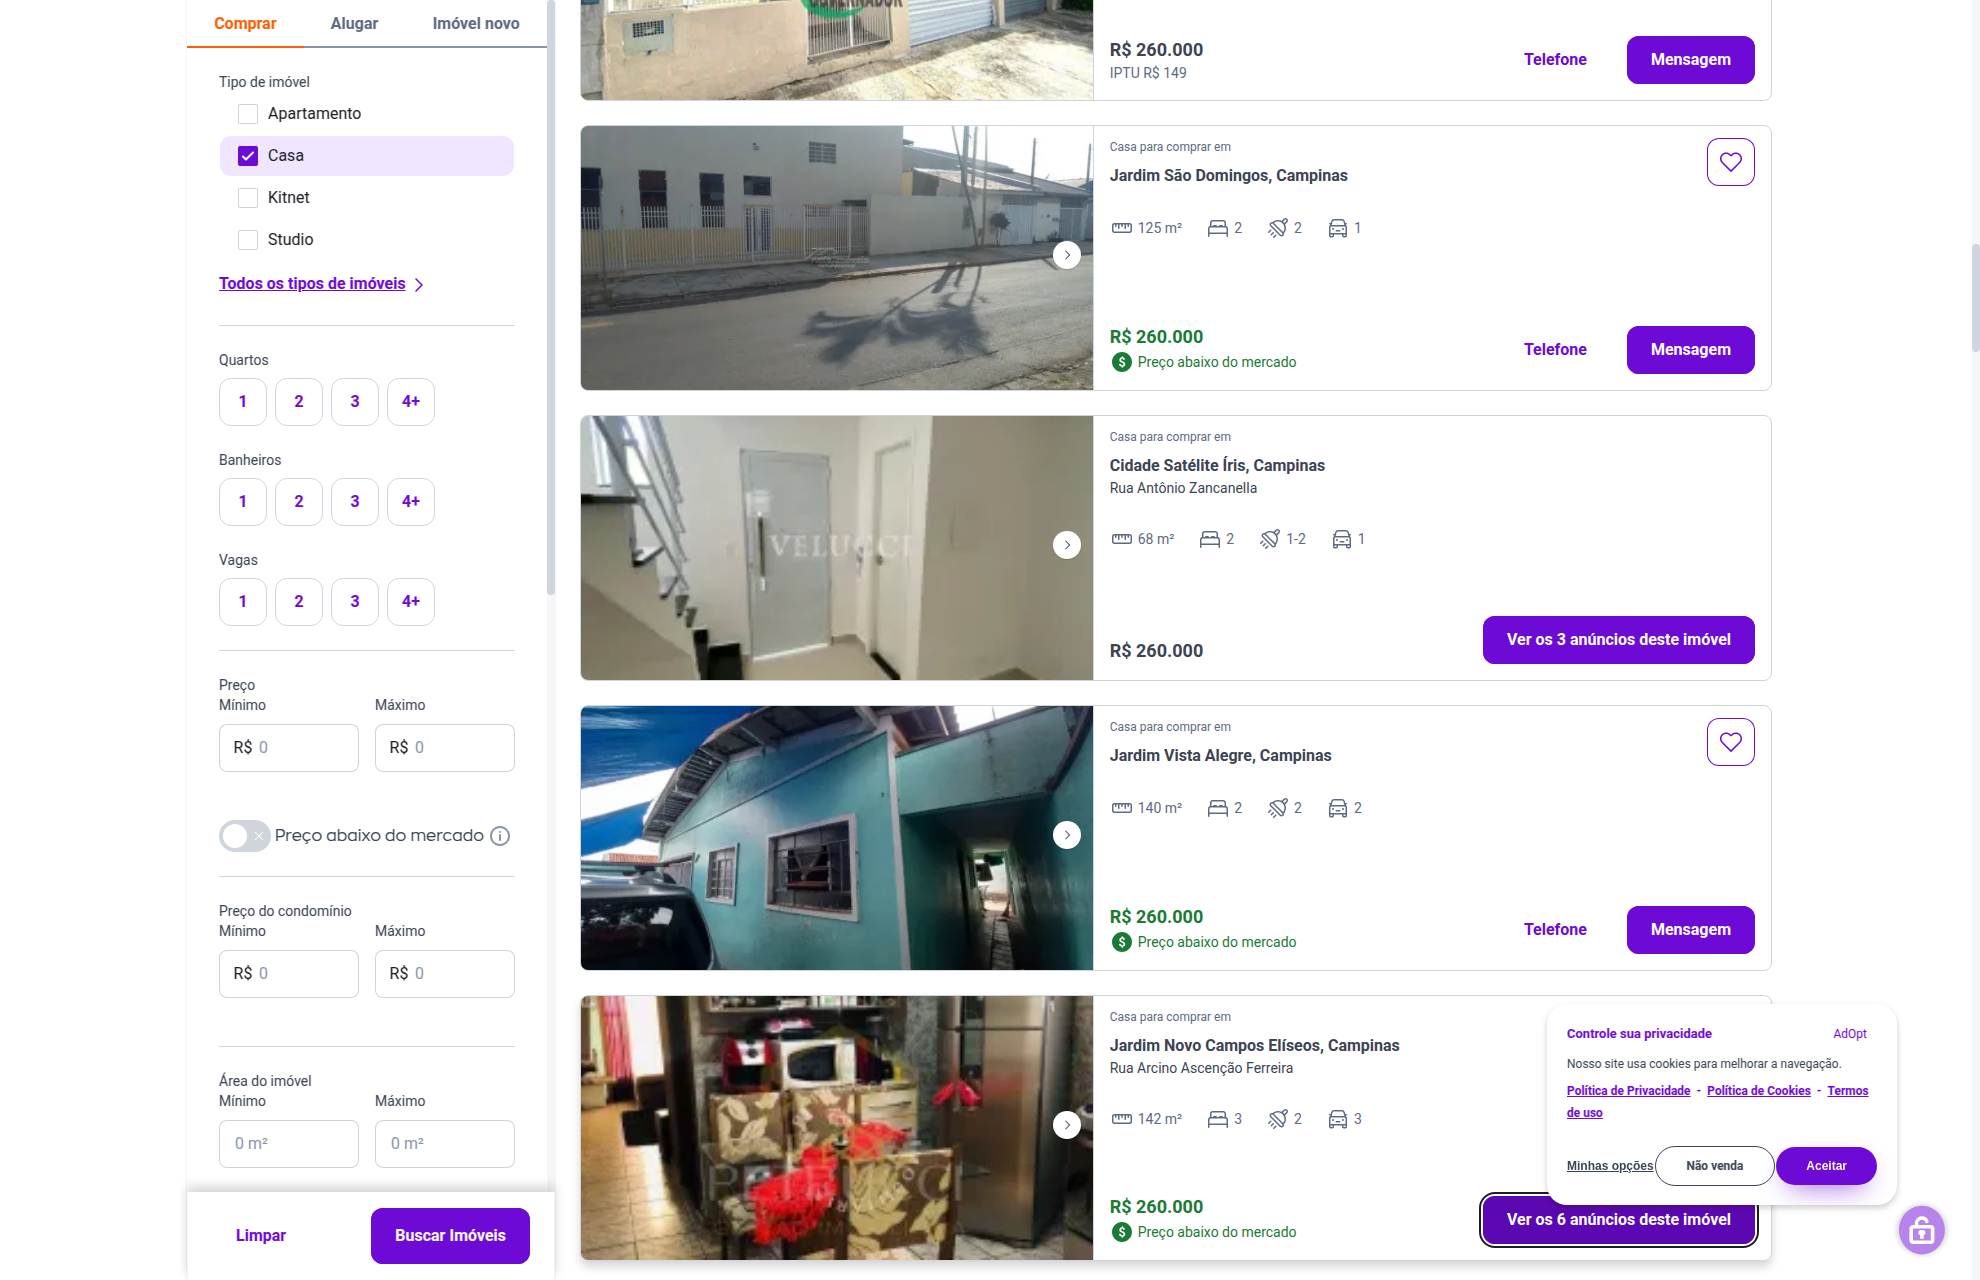 Comprar
Alugar
Imóvel novo
Tipo de imóvel
Apartamento
Casa
Kitnet
Studio
Todos os tipos de imóveis
Quartos
1
2
3
4+
Banheiros
1
2
3
4+
Vagas
1
2
3
4+
Preço
Mínimo
Máximo
R$ 0
R$ 0
Preço abaixo do mercado
Preço do condomínio
Mínimo
Máximo
R$ 0
R$ 0
Área do imóvel
Mínimo
Máximo
0 m²
0 m²
Limpar
Buscar Imóveis
R$ 260.000
IPTU R$ 149
Telefone
Mensagem
Casa para comprar em
Jardim São Domingos, Campinas
125 m²
2
2
1
R$ 260.000
Preço abaixo do mercado
Telefone
Mensagem
VELUCCI
Casa para comprar em
Cidade Satélite Íris, Campinas
Rua Antônio Zancanella
68 m²
2
1-2
1
R$ 260.000
Ver os 3 anúncios deste imóvel
Casa para comprar em
Jardim Vista Alegre, Campinas
140 m²
2
2
2
R$ 260.000
Preço abaixo do mercado
Telefone
Mensagem
Casa para comprar em
Jardim Novo Campos Elíseos, Campinas
Rua Arcino Ascenção Ferreira
142 m²
3
2
3
R$ 260.000
Preço abaixo do mercado
Ver os 6 anúncios deste imóvel
Controle sua privacidade
AdOpt
Nosso site usa cookies para melhorar a navegação.
Política de Privacidade - Política de Cookies - Termos
de uso
Minhas opções
Não venda
Aceitar